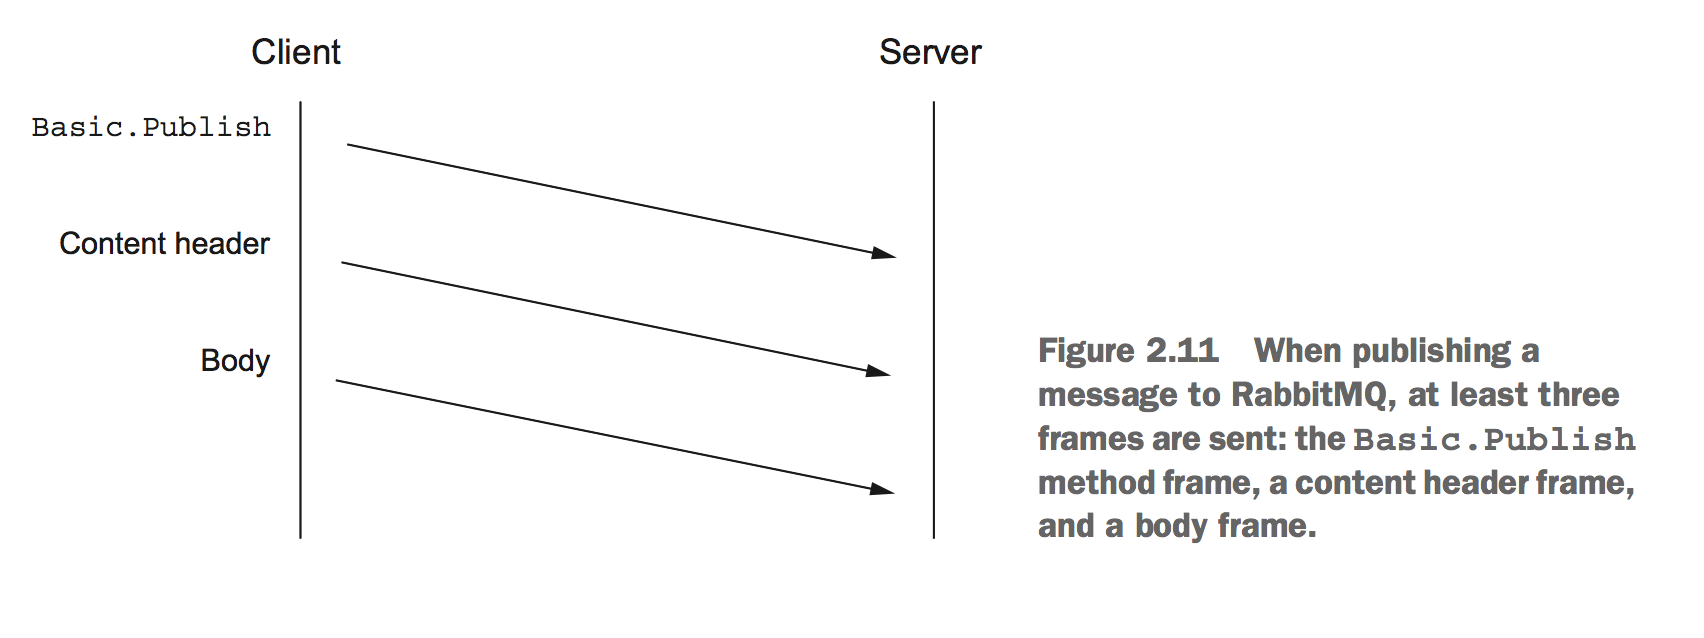 Client
Server
Basic.Publish
Content header
Body
Figure 2.11 When publishing a
message to RabbitMQ, at least three
frames are sent: the Basic.Publish
method frame, a content header frame,
and a body frame.